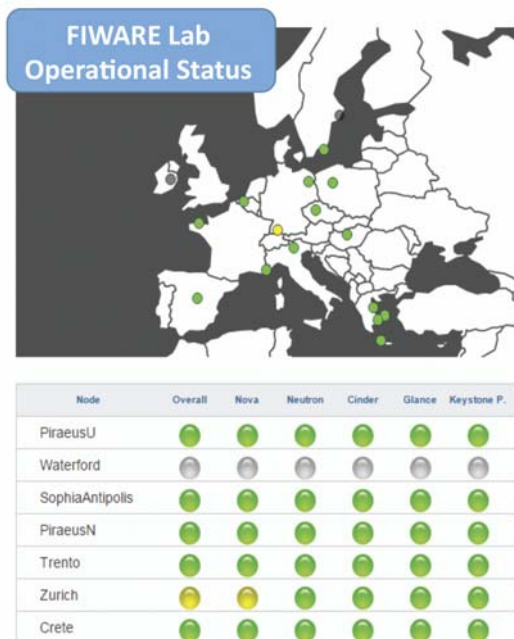 FIWARE Lab
Operational Status
Node Overall Nova Neutron Cinder Glance Keystone P.
PiraeusU
Waterford
SophiaAntipolis
PiraeusN
Trento
Zurich
Crete